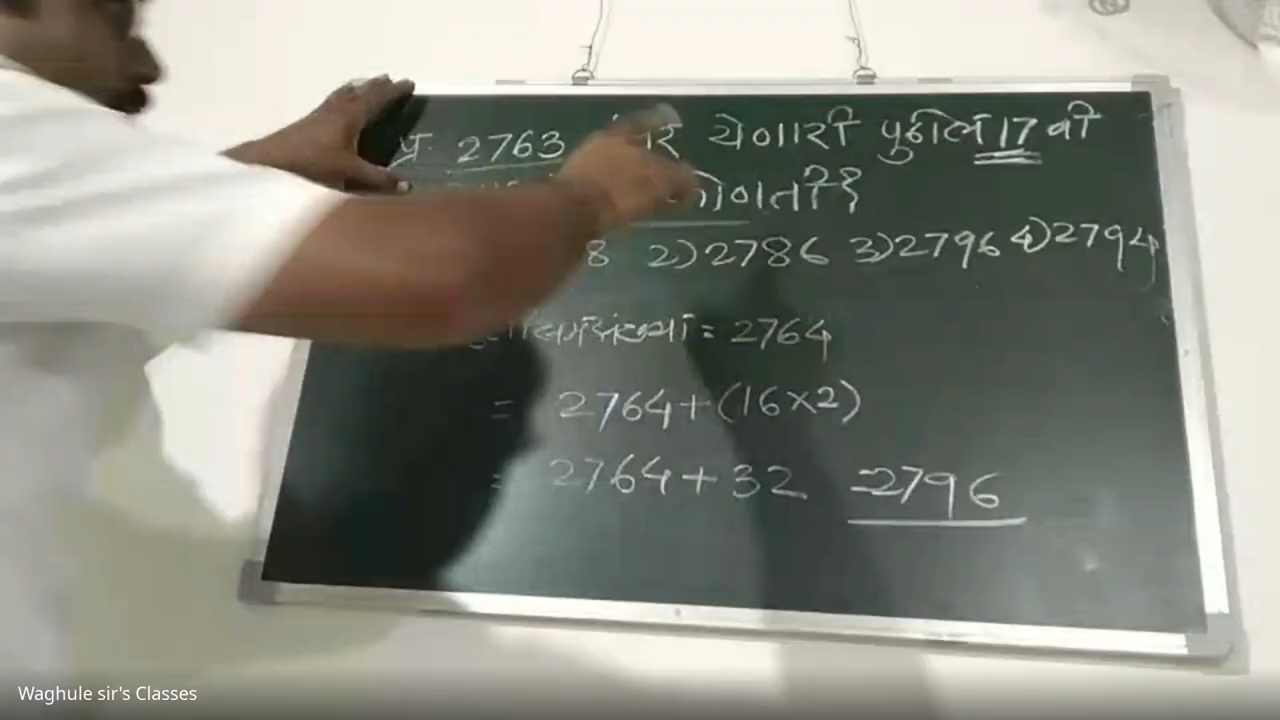 प्र. 2763 येणारी पुढील 17 वी
कोणती?
8 2) 2786 3) 2796 4) 2794
= 2764
= 2764 + (16 × 2)
= 2764 + 32 = 2796
Waghule sir's Classes